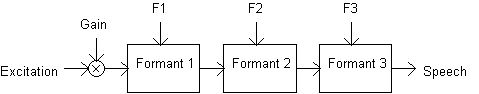 F1 F2 F3
Gain
Excitation Formant 1 Formant 2 Formant 3 Speech